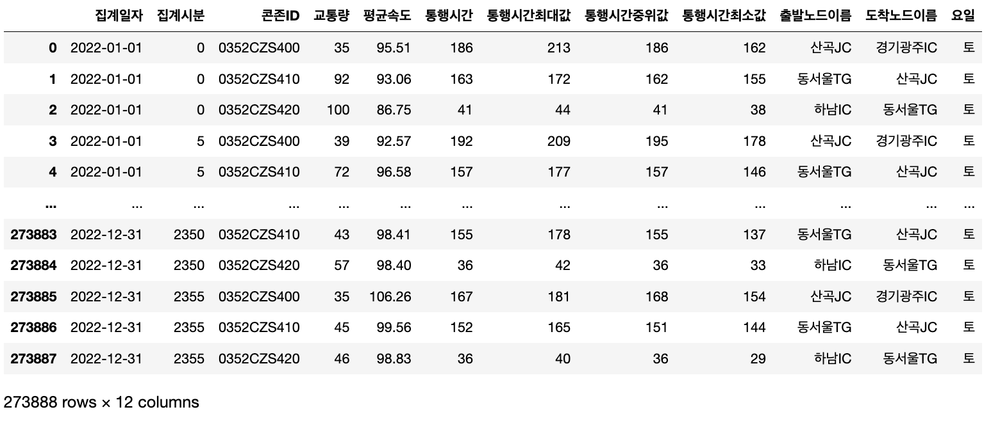 집계일자 집계시분 콘존ID 교통량 평균속도 통행시간 통행시간최대값 통행시간중위값 통행시간최소값 출발노드이름 도착노드이름 요일
0 2022-01-01 0 0352CZS400 35 95.51 186 213 186 162 산곡JC 경기광주IC 토
1 2022-01-01 0 0352CZS410 92 93.06 163 172 162 155 동서울TG 산곡JC 토
2 2022-01-01 0 0352CZS420 100 86.75 41 44 41 38 하남IC 동서울TG 토
3 2022-01-01 5 0352CZS400 39 92.57 192 209 195 178 산곡JC 경기광주IC 토
4 2022-01-01 5 0352CZS410 72 96.58 157 177 157 146 동서울TG 산곡JC 토
... ... ... ... ... ... ... ... ... ... ... ... ...
273883 2022-12-31 2350 0352CZS410 43 98.41 155 178 155 137 동서울TG 산곡JC 토
273884 2022-12-31 2350 0352CZS420 57 98.40 36 42 36 33 하남IC 동서울TG 토
273885 2022-12-31 2355 0352CZS400 35 106.26 167 181 168 154 산곡JC 경기광주IC 토
273886 2022-12-31 2355 0352CZS410 45 99.56 152 165 151 144 동서울TG 산곡JC 토
273887 2022-12-31 2355 0352CZS420 46 98.83 36 40 36 29 하남IC 동서울TG 토
273888 rows × 12 columns